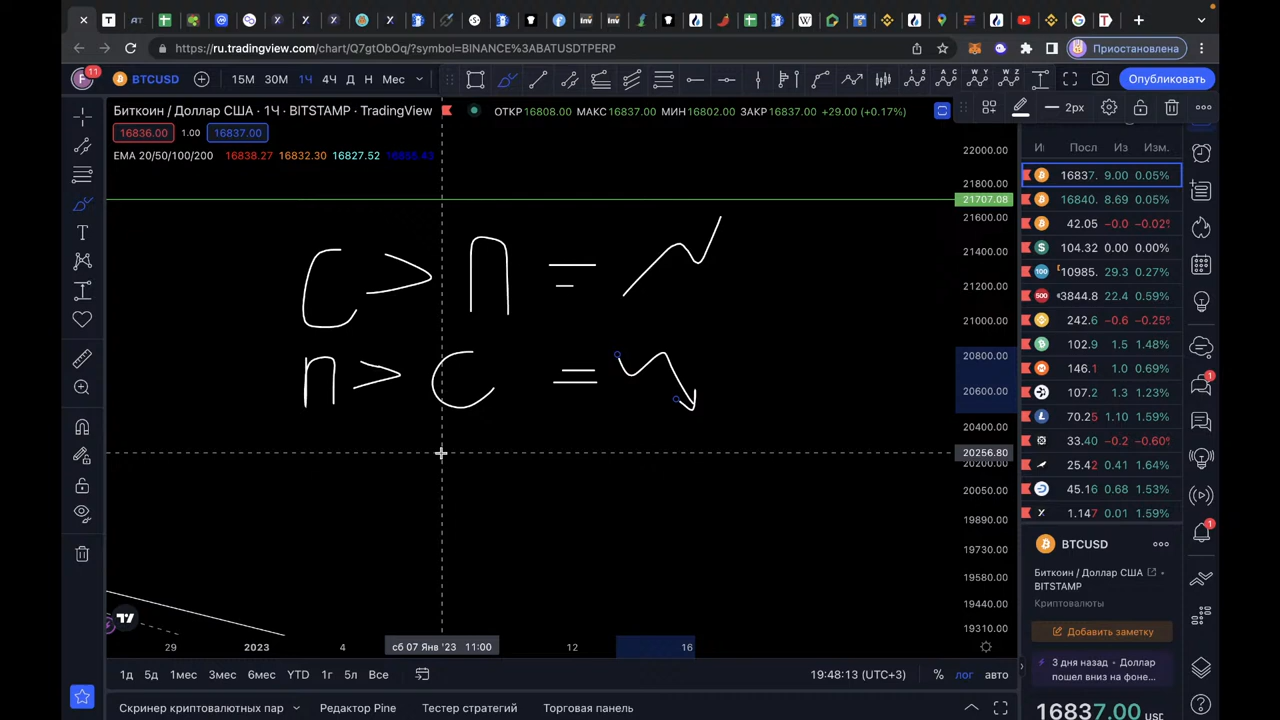 11
https://ru.tradingview.com/chart/Q7gtObOq/?symbol=BINANCE%3ABATUSDTPERP
Приостановлена
BTCUSD
15М 30М 1Ч 4Ч Д Н Мес
Опубликовать
Биткоин / Доллар США · 1Ч · BITSTAMP · TradingView
ОТКР16808.00 МАКС16837.00 МИН16802.00 ЗАКР16837.00 +29.00 (+0.17%)
2px
16836.00 1.00 16837.00
EMA 20/50/100/200 16838.27 16832.30 16827.52
Посл Из Изм.
22000.00
21800.00
21707.08
21600.00
21400.00
21200.00
21000.00
20800.00
20600.00
20400.00
20256.80
20200.00
20050.00
19890.00
19730.00
19580.00
19440.00
19310.00
С > П =
П > С =
16837. 9.00 0.05%
16840. 8.69 0.05%
42.05 −0.0 −0.02%
104.32 0.00 0.00%
10985. 29.3 0.27%
3844.8 22.4 0.59%
242.6 −0.6 −0.25%
102.9 1.5 1.48%
146.1 1.0 0.69%
107.2 1.3 1.23%
70.25 1.10 1.59%
33.40 −0.2 −0.60%
25.42 0.41 1.64%
45.16 0.68 1.53%
1.147 0.01 1.59%
BTCUSD
Биткоин / Доллар США
BITSTAMP
Криптовалюты
Добавить заметку
3 дня назад · Доллар
пошел вниз на фоне…
16837.00
29 2023 4 сб 07 Янв '23 11:00 12 16
1д 5д 1мес 3мес 6мес YTD 1г 5л Все
19:48:13 (UTC+3) % лог авто
Скринер криптовалютных пар Редактор Pine Тестер стратегий Торговая панель